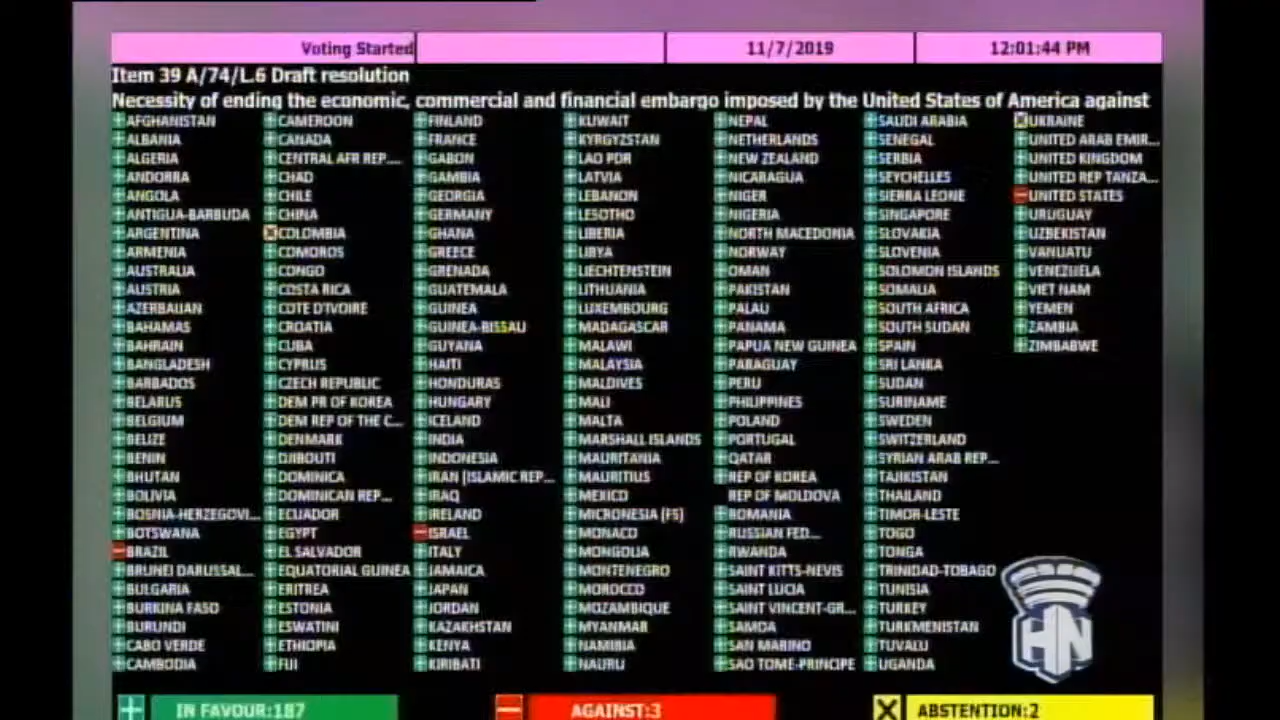 Voting Started 11/7/2019 12:01:44 PM
Item 39 A/74/L.6 Draft resolution
Necessity of ending the economic, commercial and financial embargo imposed by the United States of America against
AFGHANISTAN CAMEROON FINLAND KUWAIT NEPAL SAUDI ARABIA UKRAINE
ALBANIA CANADA FRANCE KYRGYZSTAN NETHERLANDS SENEGAL UNITED ARAB EMIR...
ALGERIA CENTRAL AFR REP.... GABON LAO PDR NEW ZEALAND SERBIA UNITED KINGDOM
ANDORRA CHAD GAMBIA LATVIA NICARAGUA SEYCHELLES UNITED REP TANZA...
ANGOLA CHILE GEORGIA LEBANON NIGER SIERRA LEONE UNITED STATES
ANTIGUA-BARBUDA CHINA GERMANY LESOTHO NIGERIA SINGAPORE URUGUAY
ARGENTINA COLOMBIA GHANA LIBERIA NORTH MACEDONIA SLOVAKIA UZBEKISTAN
ARMENIA COMOROS GREECE LIBYA NORWAY SLOVENIA VANUATU
AUSTRALIA CONGO GRENADA LIECHTENSTEIN OMAN SOLOMON ISLANDS VENEZUELA
AUSTRIA COSTA RICA GUATEMALA LITHUANIA PAKISTAN SOMALIA VIET NAM
AZERBAIJAN COTE D'IVOIRE GUINEA LUXEMBOURG PALAU SOUTH AFRICA YEMEN
BAHAMAS CROATIA GUINEA-BISSAU MADAGASCAR PANAMA SOUTH SUDAN ZAMBIA
BAHRAIN CUBA GUYANA MALAWI PAPUA NEW GUINEA SPAIN ZIMBABWE
BANGLADESH CYPRUS HAITI MALAYSIA PARAGUAY SRI LANKA
BARBADOS CZECH REPUBLIC HONDURAS MALDIVES PERU SUDAN
BELARUS DEM PR OF KOREA HUNGARY MALI PHILIPPINES SURINAME
BELGIUM DEM REP OF THE C... ICELAND MALTA POLAND SWEDEN
BELIZE DENMARK INDIA MARSHALL ISLANDS PORTUGAL SWITZERLAND
BENIN DJIBOUTI INDONESIA MAURITANIA QATAR SYRIAN ARAB REP...
BHUTAN DOMINICA IRAN (ISLAMIC REP... MAURITIUS REP OF KOREA TAJIKISTAN
BOLIVIA DOMINICAN REP... IRAQ MEXICO REP OF MOLDOVA THAILAND
BOSNIA-HERZEGOVI... ECUADOR IRELAND MICRONESIA (FS) ROMANIA TIMOR-LESTE
BOTSWANA EGYPT ISRAEL MONACO RUSSIAN FED... TOGO
BRAZIL EL SALVADOR ITALY MONGOLIA RWANDA TONGA
BRUNEI DARUSSAL... EQUATORIAL GUINEA JAMAICA MONTENEGRO SAINT KITTS-NEVIS TRINIDAD-TOBAGO
BULGARIA ERITREA JAPAN MOROCCO SAINT LUCIA TUNISIA
BURKINA FASO ESTONIA JORDAN MOZAMBIQUE SAINT VINCENT-GR... TURKEY
BURUNDI ESWATINI KAZAKHSTAN MYANMAR SAMOA TURKMENISTAN
CABO VERDE ETHIOPIA KENYA NAMIBIA SAN MARINO TUVALU
CAMBODIA FIJI KIRIBATI NAURU SAO TOME-PRINCIPE UGANDA
HN
IN FAVOUR:187 AGAINST:3 ABSTENTION:2